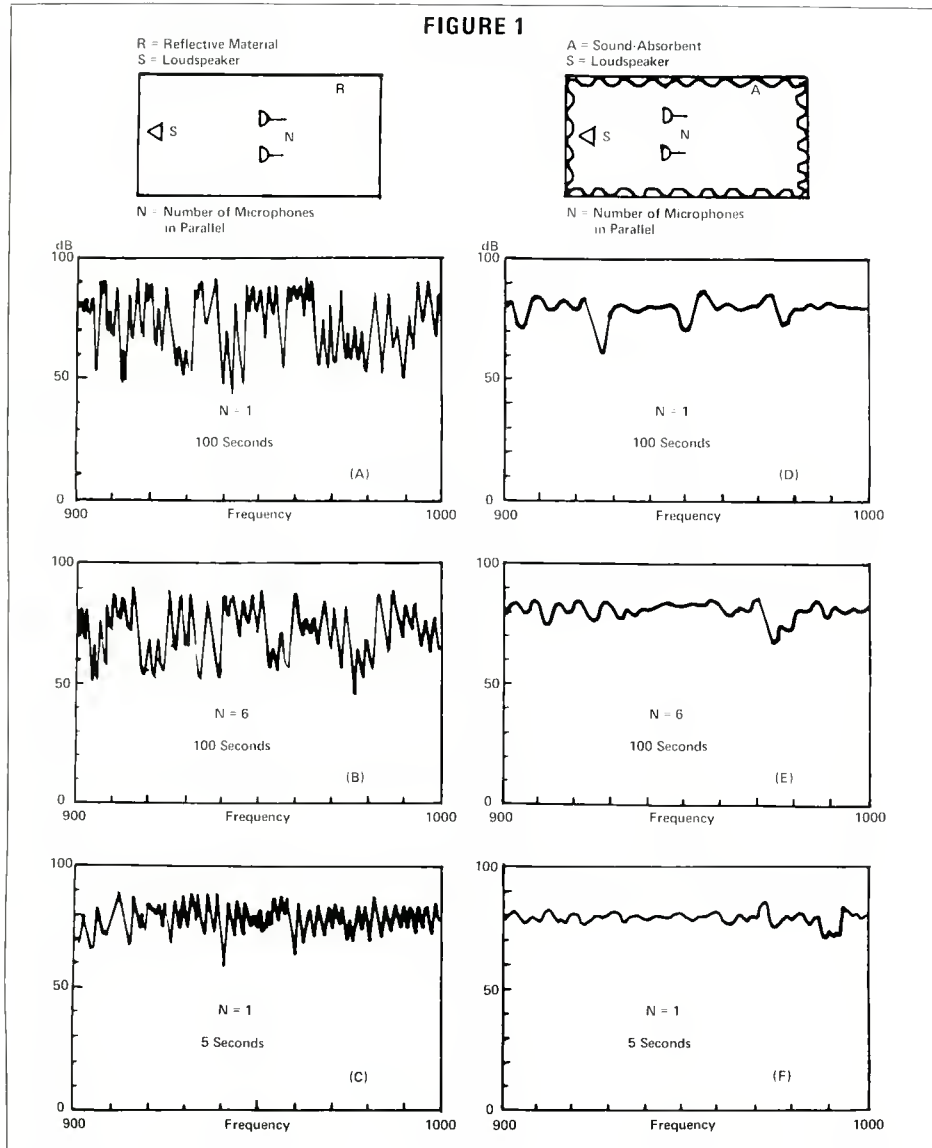 FIGURE 1
R = Reflective Material
S = Loudspeaker
R
S
N
N = Number of Microphones
in Parallel
A = Sound-Absorbent
S = Loudspeaker
A
S
N
N = Number of Microphones
in Parallel
dB
100
50
0
N = 1
100 Seconds
(A)
900
Frequency
1000
dB
100
50
0
N = 1
100 Seconds
(D)
900
Frequency
1000
100
50
0
N = 6
100 Seconds
(B)
900
Frequency
1000
100
50
0
N = 6
100 Seconds
(E)
900
Frequency
1000
100
50
0
N = 1
5 Seconds
(C)
900
Frequency
1000
100
50
0
N = 1
5 Seconds
(F)
900
Frequency
1000